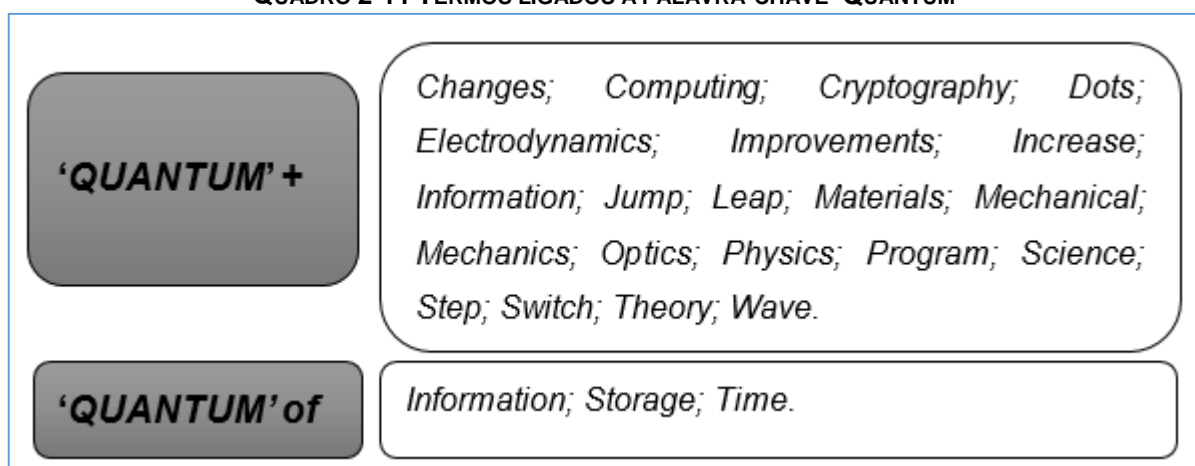 'QUANTUM' +
Changes; Computing; Cryptography; Dots;
Electrodynamics; Improvements; Increase;
Information; Jump; Leap; Materials; Mechanical;
Mechanics; Optics; Physics; Program; Science;
Step; Switch; Theory; Wave.
'QUANTUM' of
Information; Storage; Time.